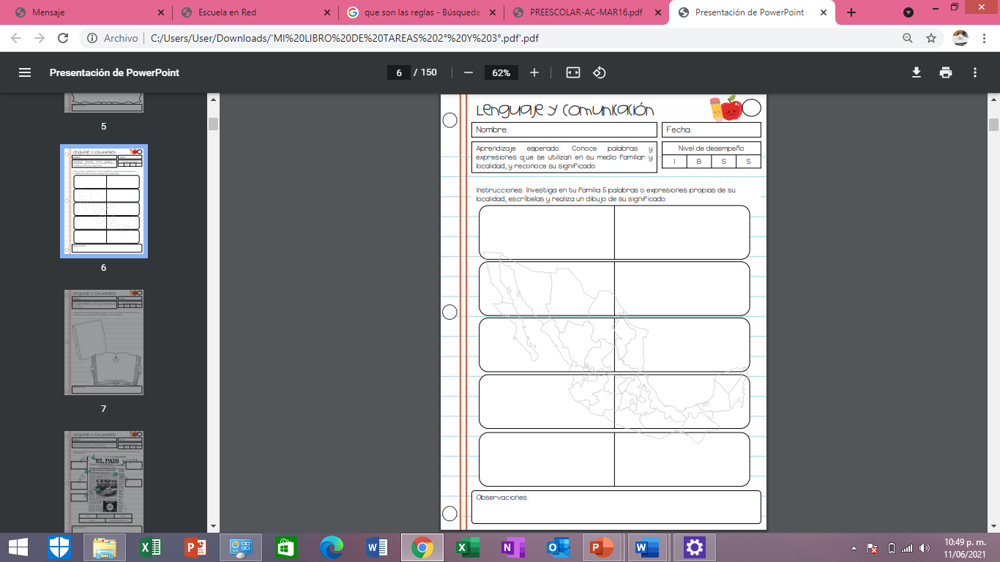 Mensaje
Escuela en Red
que son las reglas - Búsqueda
PREESCOLAR-AC-MAR16.pdf
Presentación de PowerPoint
Archivo
C:/Users/User/Downloads/'MI%20LIBRO%20DE%20TAREAS%202°%20Y%203°.pdf'.pdf
Presentación de PowerPoint
6 / 150
62%
5
6
7
EL PAIS
Lenguaje y comunicación
Nombre:
Fecha:
Aprendizaje esperado: Conoce palabras y
expresiones que se utilizan en su medio familiar y
localidad, y reconoce su significado.
Nivel de desempeño
I B S S
Instrucciones: Investiga en tu familia 5 palabras o expresiones propias de su
localidad, escríbelas y realiza un dibujo de su significado.
Observaciones:
10:49 p. m.
11/06/2021